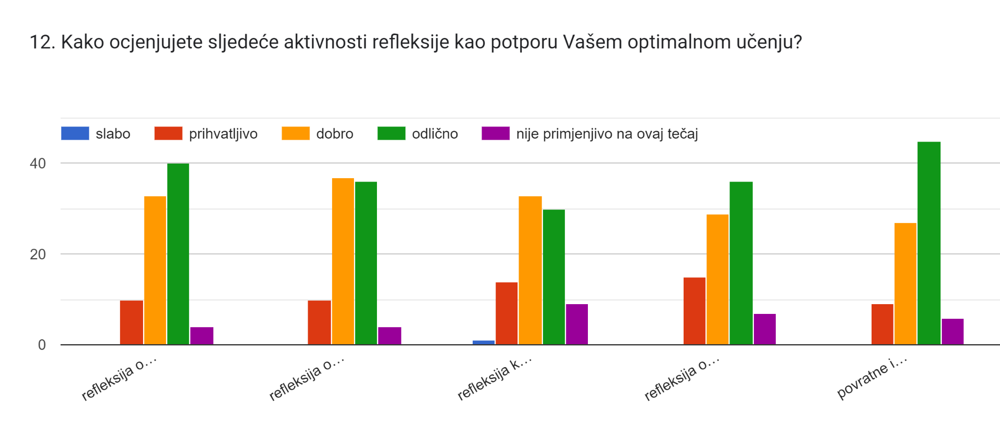 12. Kako ocjenjujete sljedeće aktivnosti refleksije kao potporu Vašem optimalnom učenju?
slabo prihvatljivo dobro odlično nije primjenjivo na ovaj tečaj
40
20
0
refleksija o…
refleksija o…
refleksija k…
refleksija o…
povratne i…